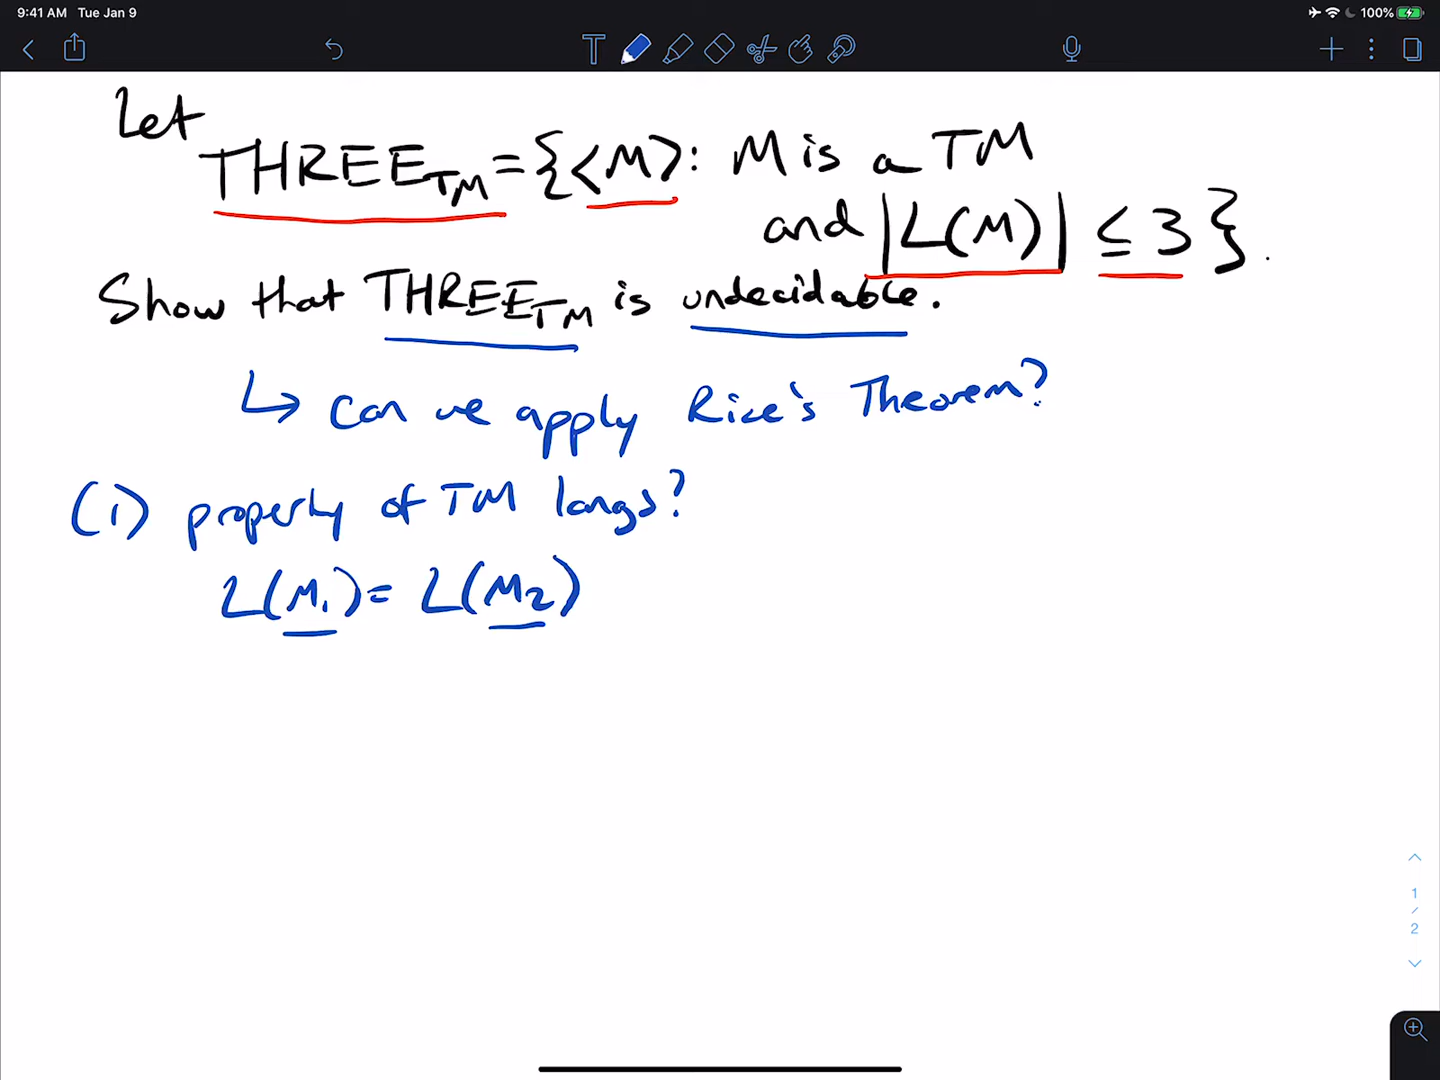 9:41 AM Tue Jan 9 100%
Let
THREE_TM = {<M>: M is a TM
and |L(M)| ≤ 3}.
Show that THREE_TM is undecidable.
↳ Can we apply Rice's Theorem?
(1) property of TM langs?
L(M₁) = L(M₂)
1
/
2